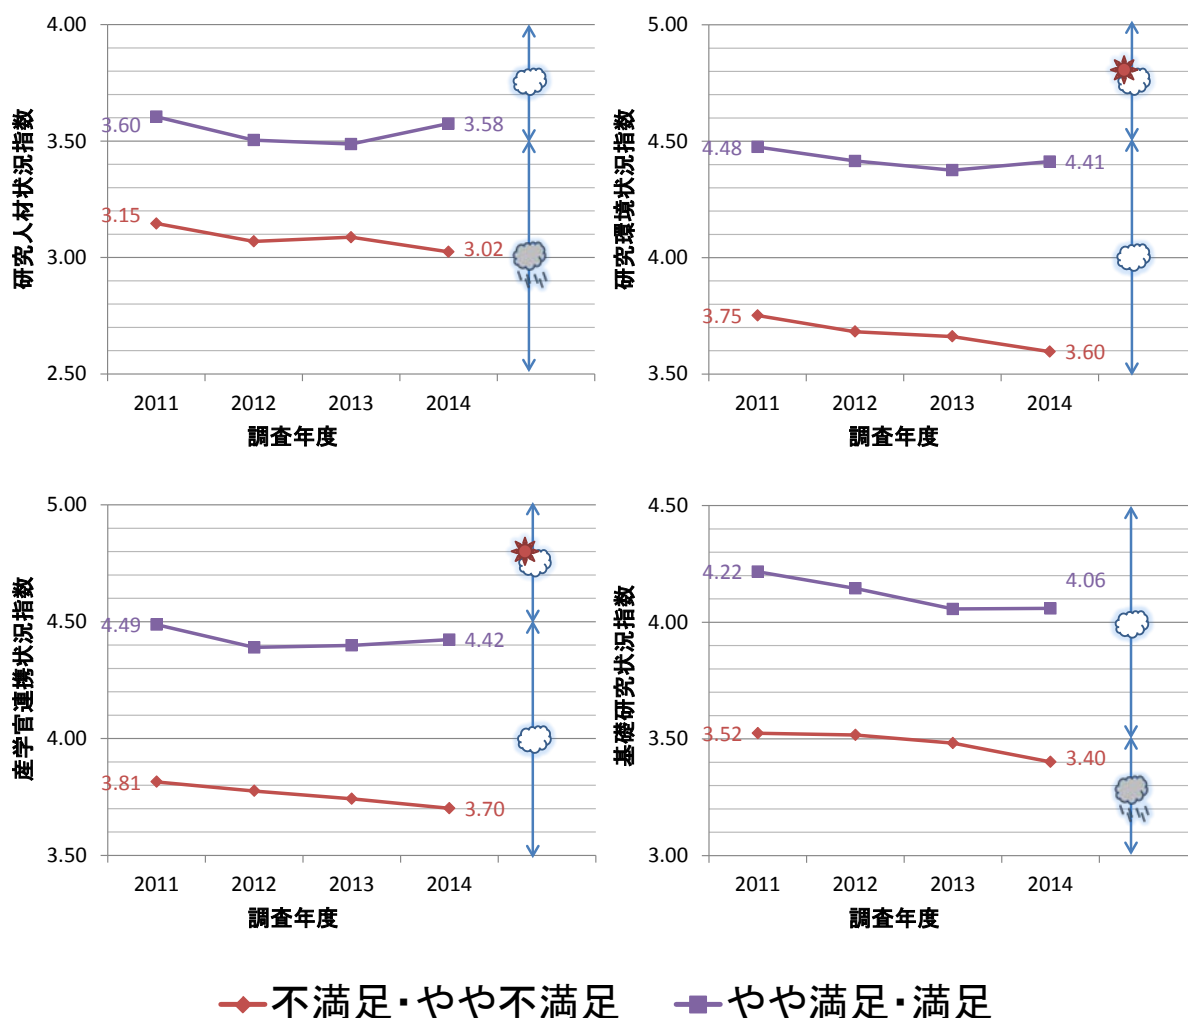 4.00
3.50
3.00
2.50
研究人材状況指数
3.60
3.58
3.15
3.02
2011 2012 2013 2014
調査年度
5.00
4.50
4.00
3.50
研究環境状況指数
4.48
4.41
3.75
3.60
2011 2012 2013 2014
調査年度
5.00
4.50
4.00
3.50
産学官連携状況指数
4.49
4.42
3.81
3.70
2011 2012 2013 2014
調査年度
4.50
4.00
3.50
3.00
基礎研究状況指数
4.22
4.06
3.52
3.40
2011 2012 2013 2014
調査年度
不満足・やや不満足 やや満足・満足